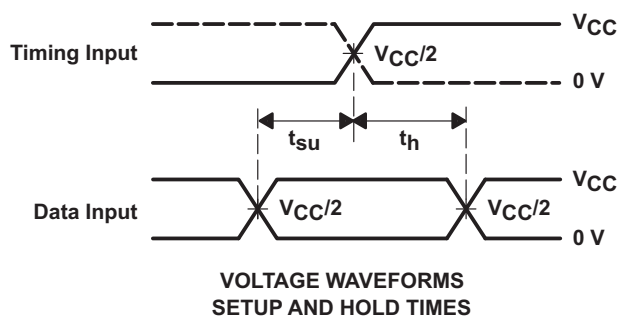 Timing Input
VCC
VCC/2
0 V
tsu
th
Data Input
VCC
VCC/2
VCC/2
0 V
VOLTAGE WAVEFORMS
SETUP AND HOLD TIMES